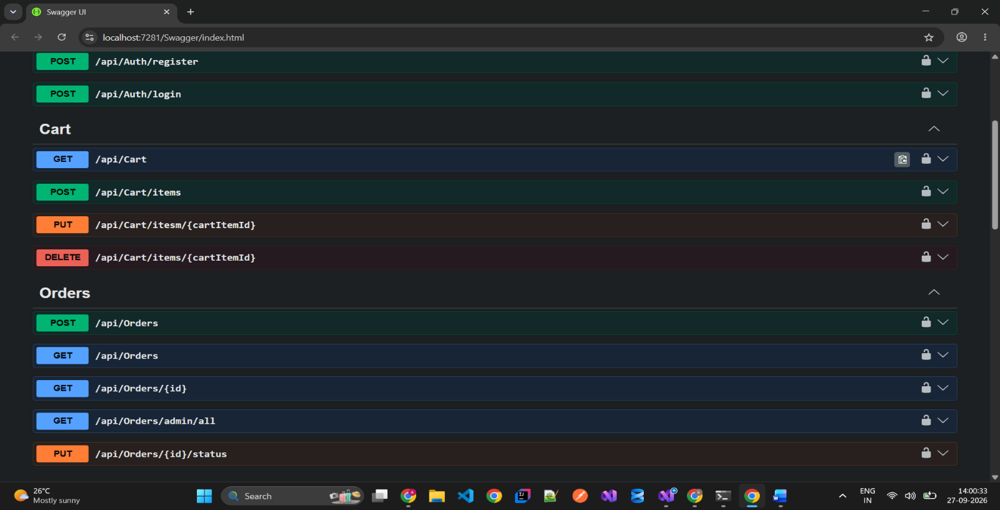 Swagger UI
localhost:7281/Swagger/index.html
POST /api/Auth/register
POST /api/Auth/login
Cart
GET /api/Cart
POST /api/Cart/items
PUT /api/Cart/itesm/{cartItemId}
DELETE /api/Cart/items/{cartItemId}
Orders
POST /api/Orders
GET /api/Orders
GET /api/Orders/{id}
GET /api/Orders/admin/all
PUT /api/Orders/{id}/status
26°C
Mostly sunny
Search
ENG
IN
14:00:33
27-09-2026